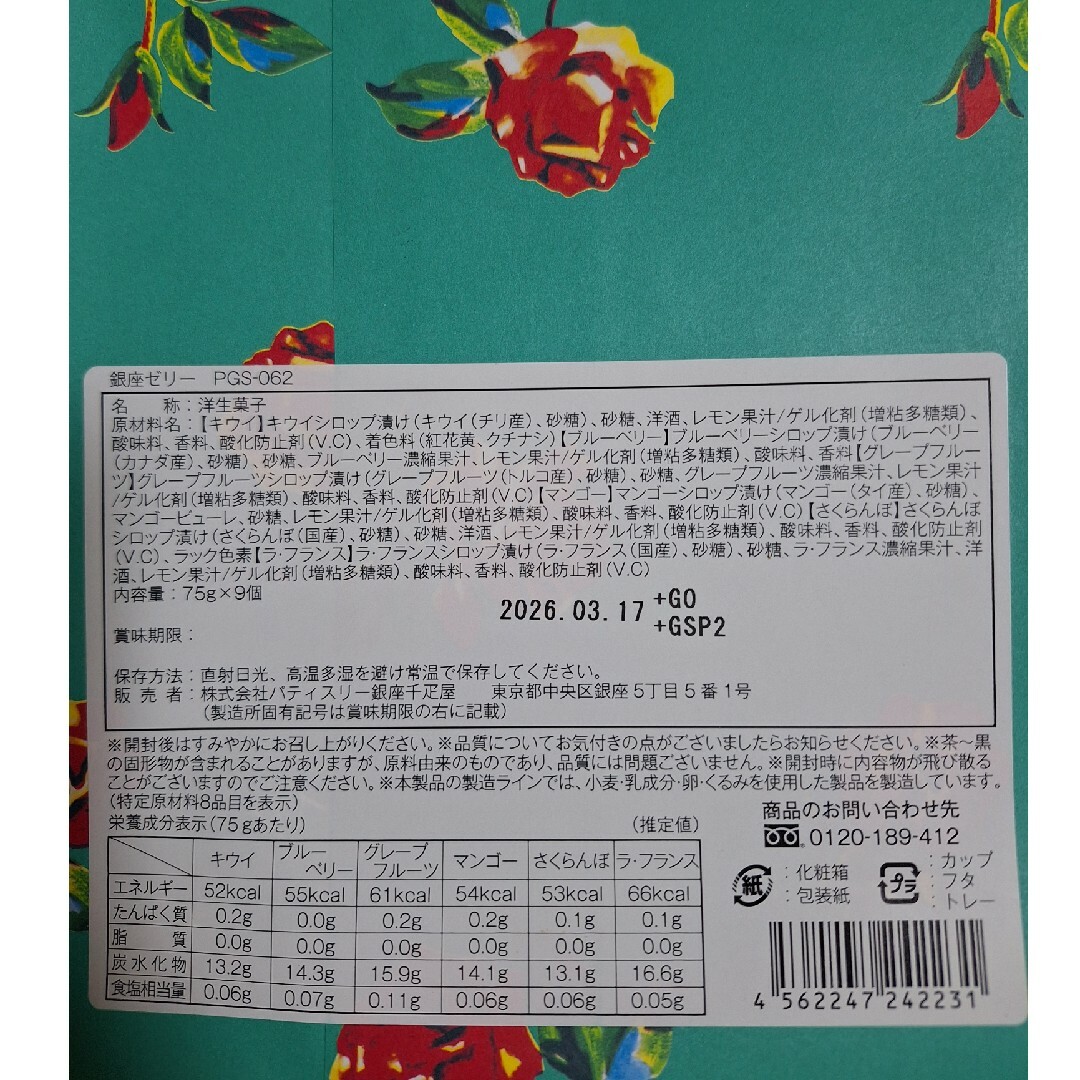 銀座ゼリー PGS-062
名 称：洋生菓子
原材料名：【キウイ】キウイシロップ漬け（キウイ（チリ産）、砂糖）、砂糖、洋酒、レモン果汁/ゲル化剤（増粘多糖類）、
酸味料、香料、酸化防止剤（V.C）、着色料（紅花黄、クチナシ）【ブルーベリー】ブルーベリーシロップ漬け（ブルーベリー
（カナダ産）、砂糖）、砂糖、ブルーベリー濃縮果汁、レモン果汁/ゲル化剤（増粘多糖類）、酸味料、香料【グレープフルー
ツ】グレープフルーツシロップ漬け（グレープフルーツ（トルコ産）、砂糖）、砂糖、グレープフルーツ濃縮果汁、レモン果汁
/ゲル化剤（増粘多糖類）、酸味料、香料、酸化防止剤（V.C）【マンゴー】マンゴーシロップ漬け（マンゴー（タイ産）、砂糖）、
マンゴーピューレ、砂糖、レモン果汁/ゲル化剤（増粘多糖類）、酸味料、香料、酸化防止剤（V.C）【さくらんぼ】さくらんぼ
シロップ漬け（さくらんぼ（国産）、砂糖）、砂糖、洋酒、レモン果汁/ゲル化剤（増粘多糖類）、酸味料、香料、酸化防止剤
（V.C）、ラック色素【ラ・フランス】ラ・フランスシロップ漬け（ラ・フランス（国産）、砂糖）、砂糖、ラ・フランス濃縮果汁、洋
酒、レモン果汁/ゲル化剤（増粘多糖類）、酸味料、香料、酸化防止剤（V.C）
内容量：75g×9個
2026.03.17 +GO
+GSP2
賞味期限：
保存方法：直射日光、高温多湿を避け常温で保存してください。
販売者：株式会社パティスリー銀座千疋屋 東京都中央区銀座5丁目5番1号
（製造所固有記号は賞味期限の右に記載）
※開封後はすみやかにお召し上がりください。※品質についてお気付きの点がございましたらお知らせください。※茶～黒
の固形物が含まれることがありますが、原料由来のものであり、品質には問題ございません。※開封時に内容物が飛び散る
ことがございますのでご注意ください。※本製品の製造ラインでは、小麦・乳成分・卵・くるみを使用した製品を製造しています。
（特定原材料8品目を表示）
栄養成分表示（75gあたり） （推定値）
キウイ ブルーベリー グレープフルーツ マンゴー さくらんぼ ラ・フランス
エネルギー 52kcal 55kcal 61kcal 54kcal 53kcal 66kcal
たんぱく質 0.2g 0.0g 0.2g 0.2g 0.1g 0.1g
脂 質 0.0g 0.0g 0.0g 0.0g 0.0g 0.0g
炭水化物 13.2g 14.3g 15.9g 14.1g 13.1g 16.6g
食塩相当量 0.06g 0.07g 0.11g 0.06g 0.06g 0.05g
商品のお問い合わせ先
0120-189-412
紙
：化粧箱
：包装紙
プラ
：カップ
フタ
：トレー
4 562247 242231